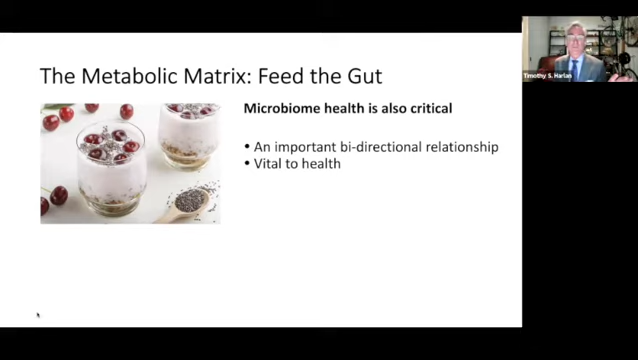 The Metabolic Matrix: Feed the Gut
Microbiome health is also critical
• An important bi-directional relationship
• Vital to health
Timothy S. Harlan